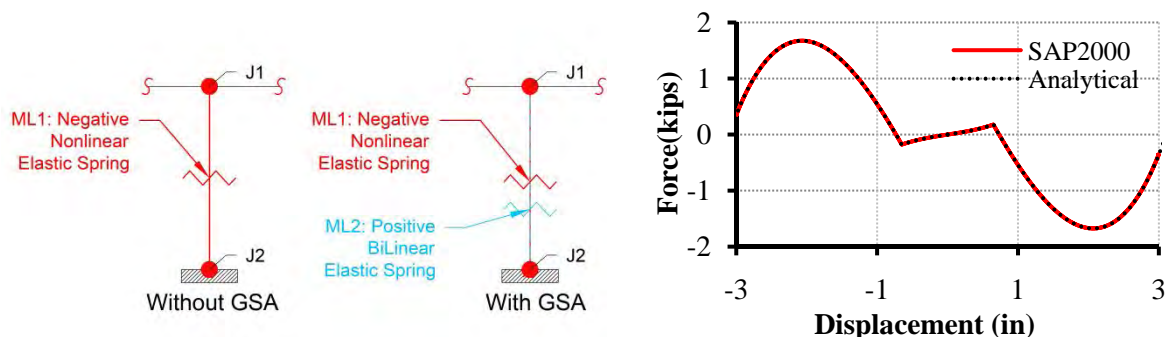 J1
ML1: Negative
Nonlinear
Elastic Spring
J2
Without GSA
J1
ML1: Negative
Nonlinear
Elastic Spring
ML2: Positive
BiLinear
Elastic Spring
J2
With GSA
Force(kips)
2
1
0
-1
-2
SAP2000
Analytical
-3
-1
1
3
Displacement (in)